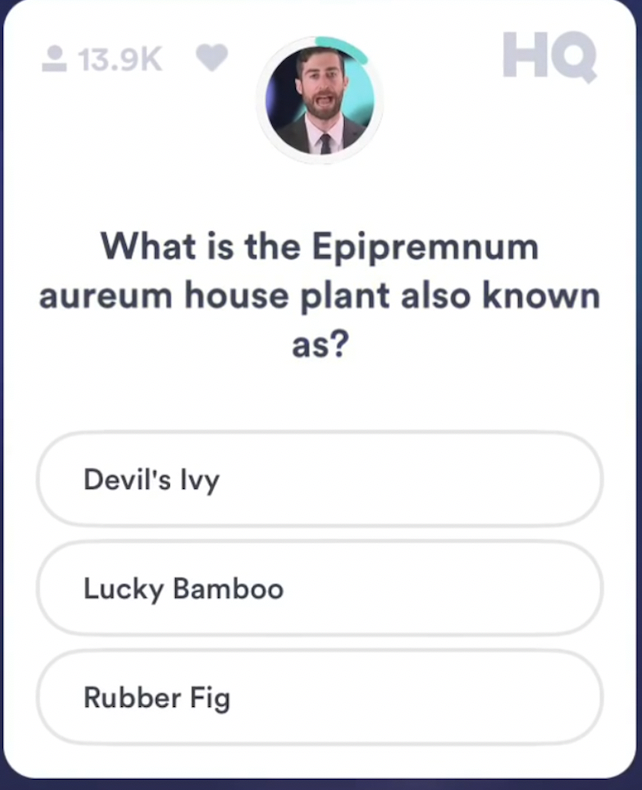 13.9K
HQ
What is the Epipremnum
aureum house plant also known
as?
Devil's Ivy
Lucky Bamboo
Rubber Fig